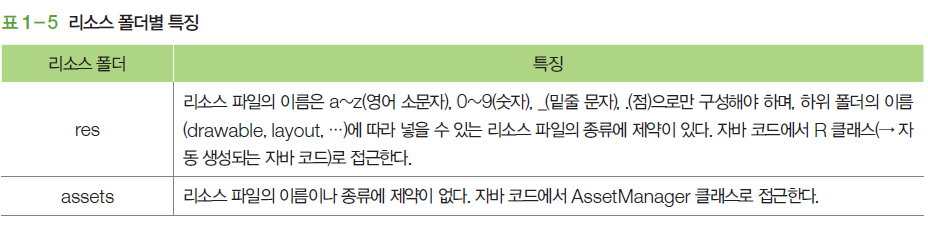 표 1-5 리소스 폴더별 특징
리소스 폴더 특징
res
리소스 파일의 이름은 a~z(영어 소문자), 0~9(숫자), _(밑줄 문자), .(점)으로만 구성해야 하며, 하위 폴더의 이름
(drawable, layout, …)에 따라 넣을 수 있는 리소스 파일의 종류에 제약이 있다. 자바 코드에서 R 클래스(→ 자
동 생성되는 자바 코드)로 접근한다.
assets 리소스 파일의 이름이나 종류에 제약이 없다. 자바 코드에서 AssetManager 클래스로 접근한다.